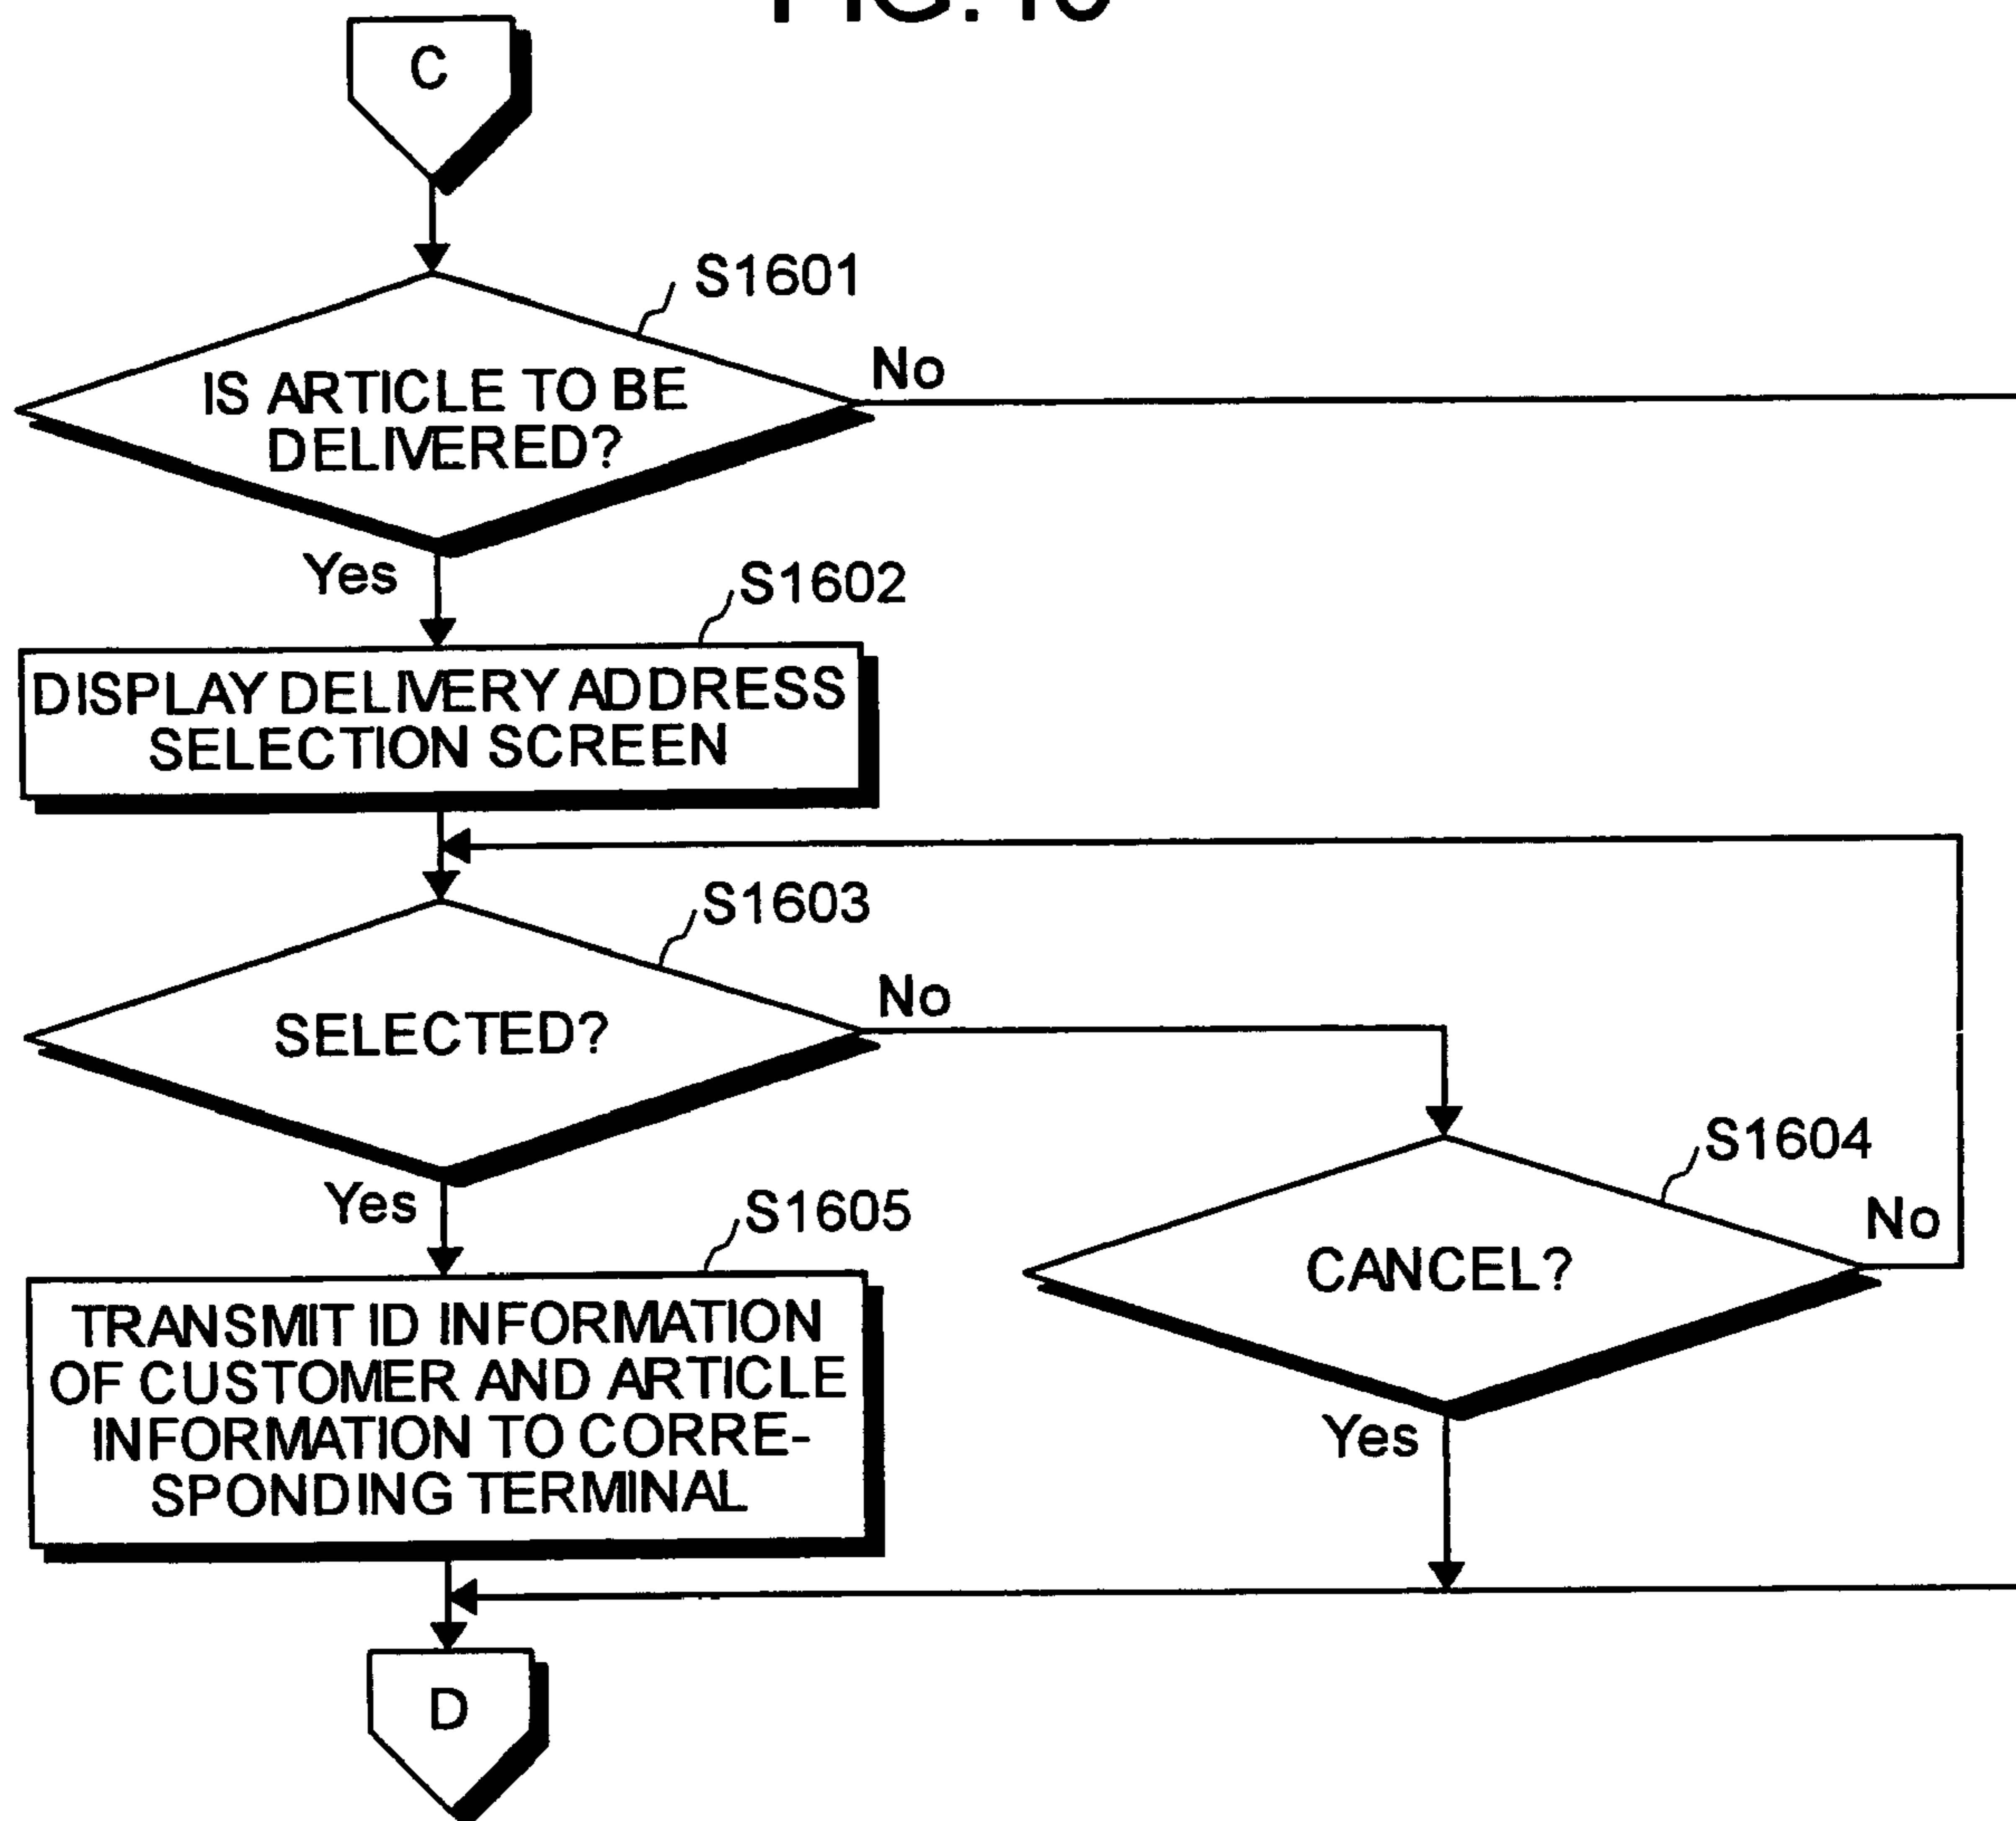 C
S1601
No
IS ARTICLE TO BE
DELIVERED?
Yes
S1602
DISPLAY DELIVERY ADDRESS
SELECTION SCREEN
S1603
No
SELECTED?
S1604
Yes
S1605
No
CANCEL?
TRANSMIT ID INFORMATION
OF CUSTOMER AND ARTICLE
INFORMATION TO CORRE-
SPONDING TERMINAL
Yes
D